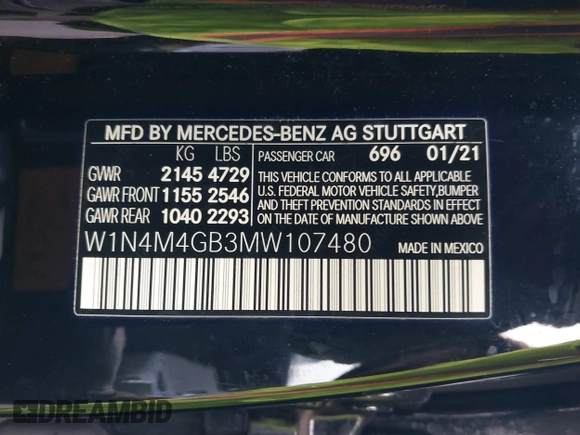 MFD BY MERCEDES-BENZ AG STUTTGART
KG LBS
GVWR 2145 4729
GAWR FRONT 1155 2546
GAWR REAR 1040 2293
PASSENGER CAR 696 01/21
THIS VEHICLE CONFORMS TO ALL APPLICABLE
U.S. FEDERAL MOTOR VEHICLE SAFETY, BUMPER
AND THEFT PREVENTION STANDARDS IN EFFECT
ON THE DATE OF MANUFACTURE SHOWN ABOVE
W1N4M4GB3MW107480 MADE IN MEXICO
DREAMBID